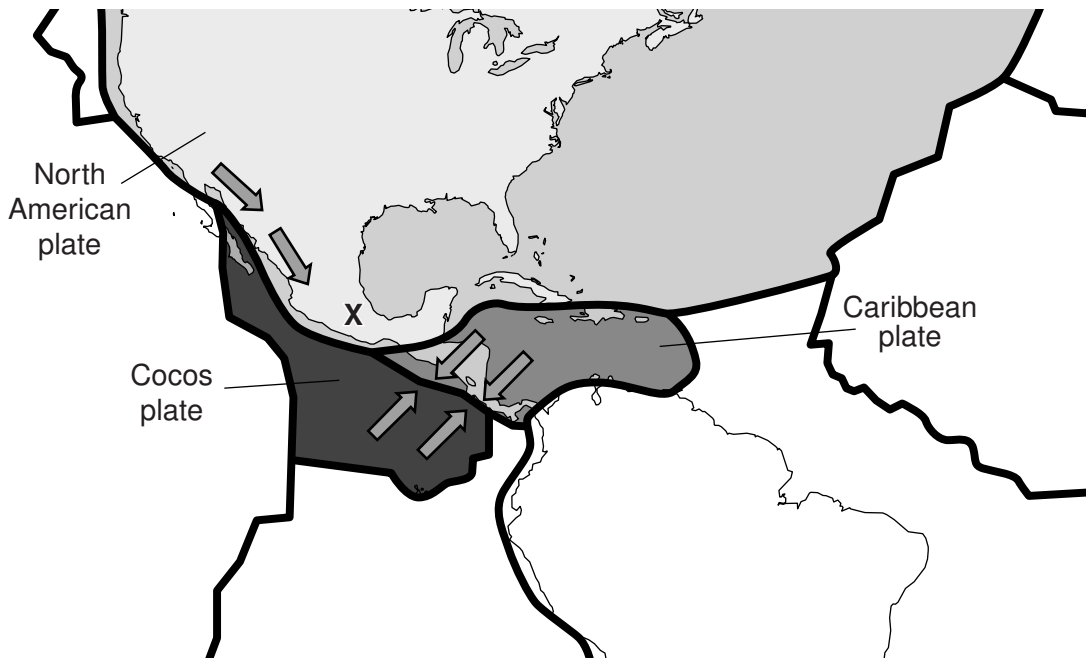 North
American
plate
X
Caribbean
plate
Cocos
plate